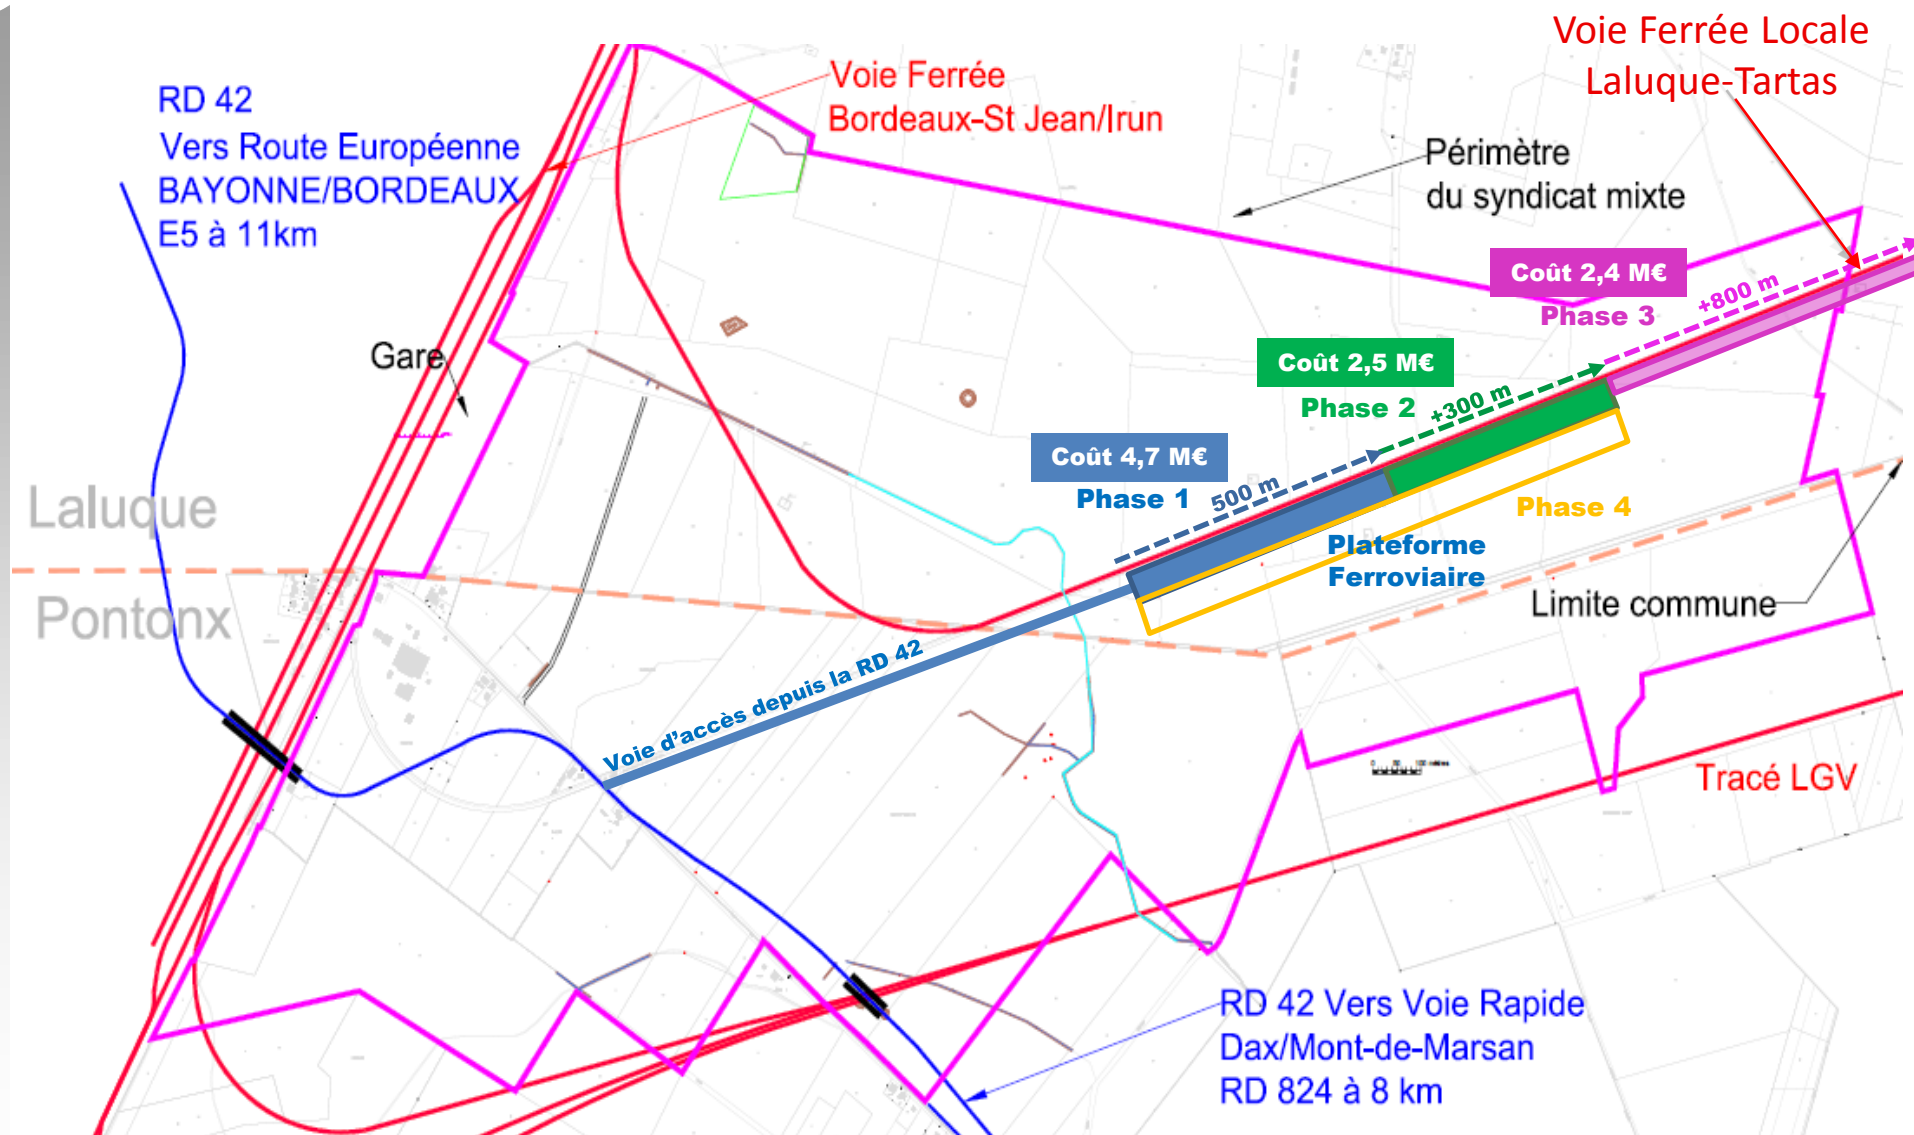 Voie Ferrée Locale
Laluque-Tartas
RD 42
Vers Route Européenne
BAYONNE/BORDEAUX
E5 à 11km
Voie Ferrée
Bordeaux-St Jean/Irun
Périmètre
du syndicat mixte
Coût 2,4 M€
Phase 3
+800 m
Gare
Coût 2,5 M€
Phase 2
+300 m
Coût 4,7 M€
Phase 1
500 m
Phase 4
Plateforme
Ferroviaire
Laluque
Pontonx
Limite commune
Voie d'accès depuis la RD 42
Tracé LGV
RD 42 Vers Voie Rapide
Dax/Mont-de-Marsan
RD 824 à 8 km